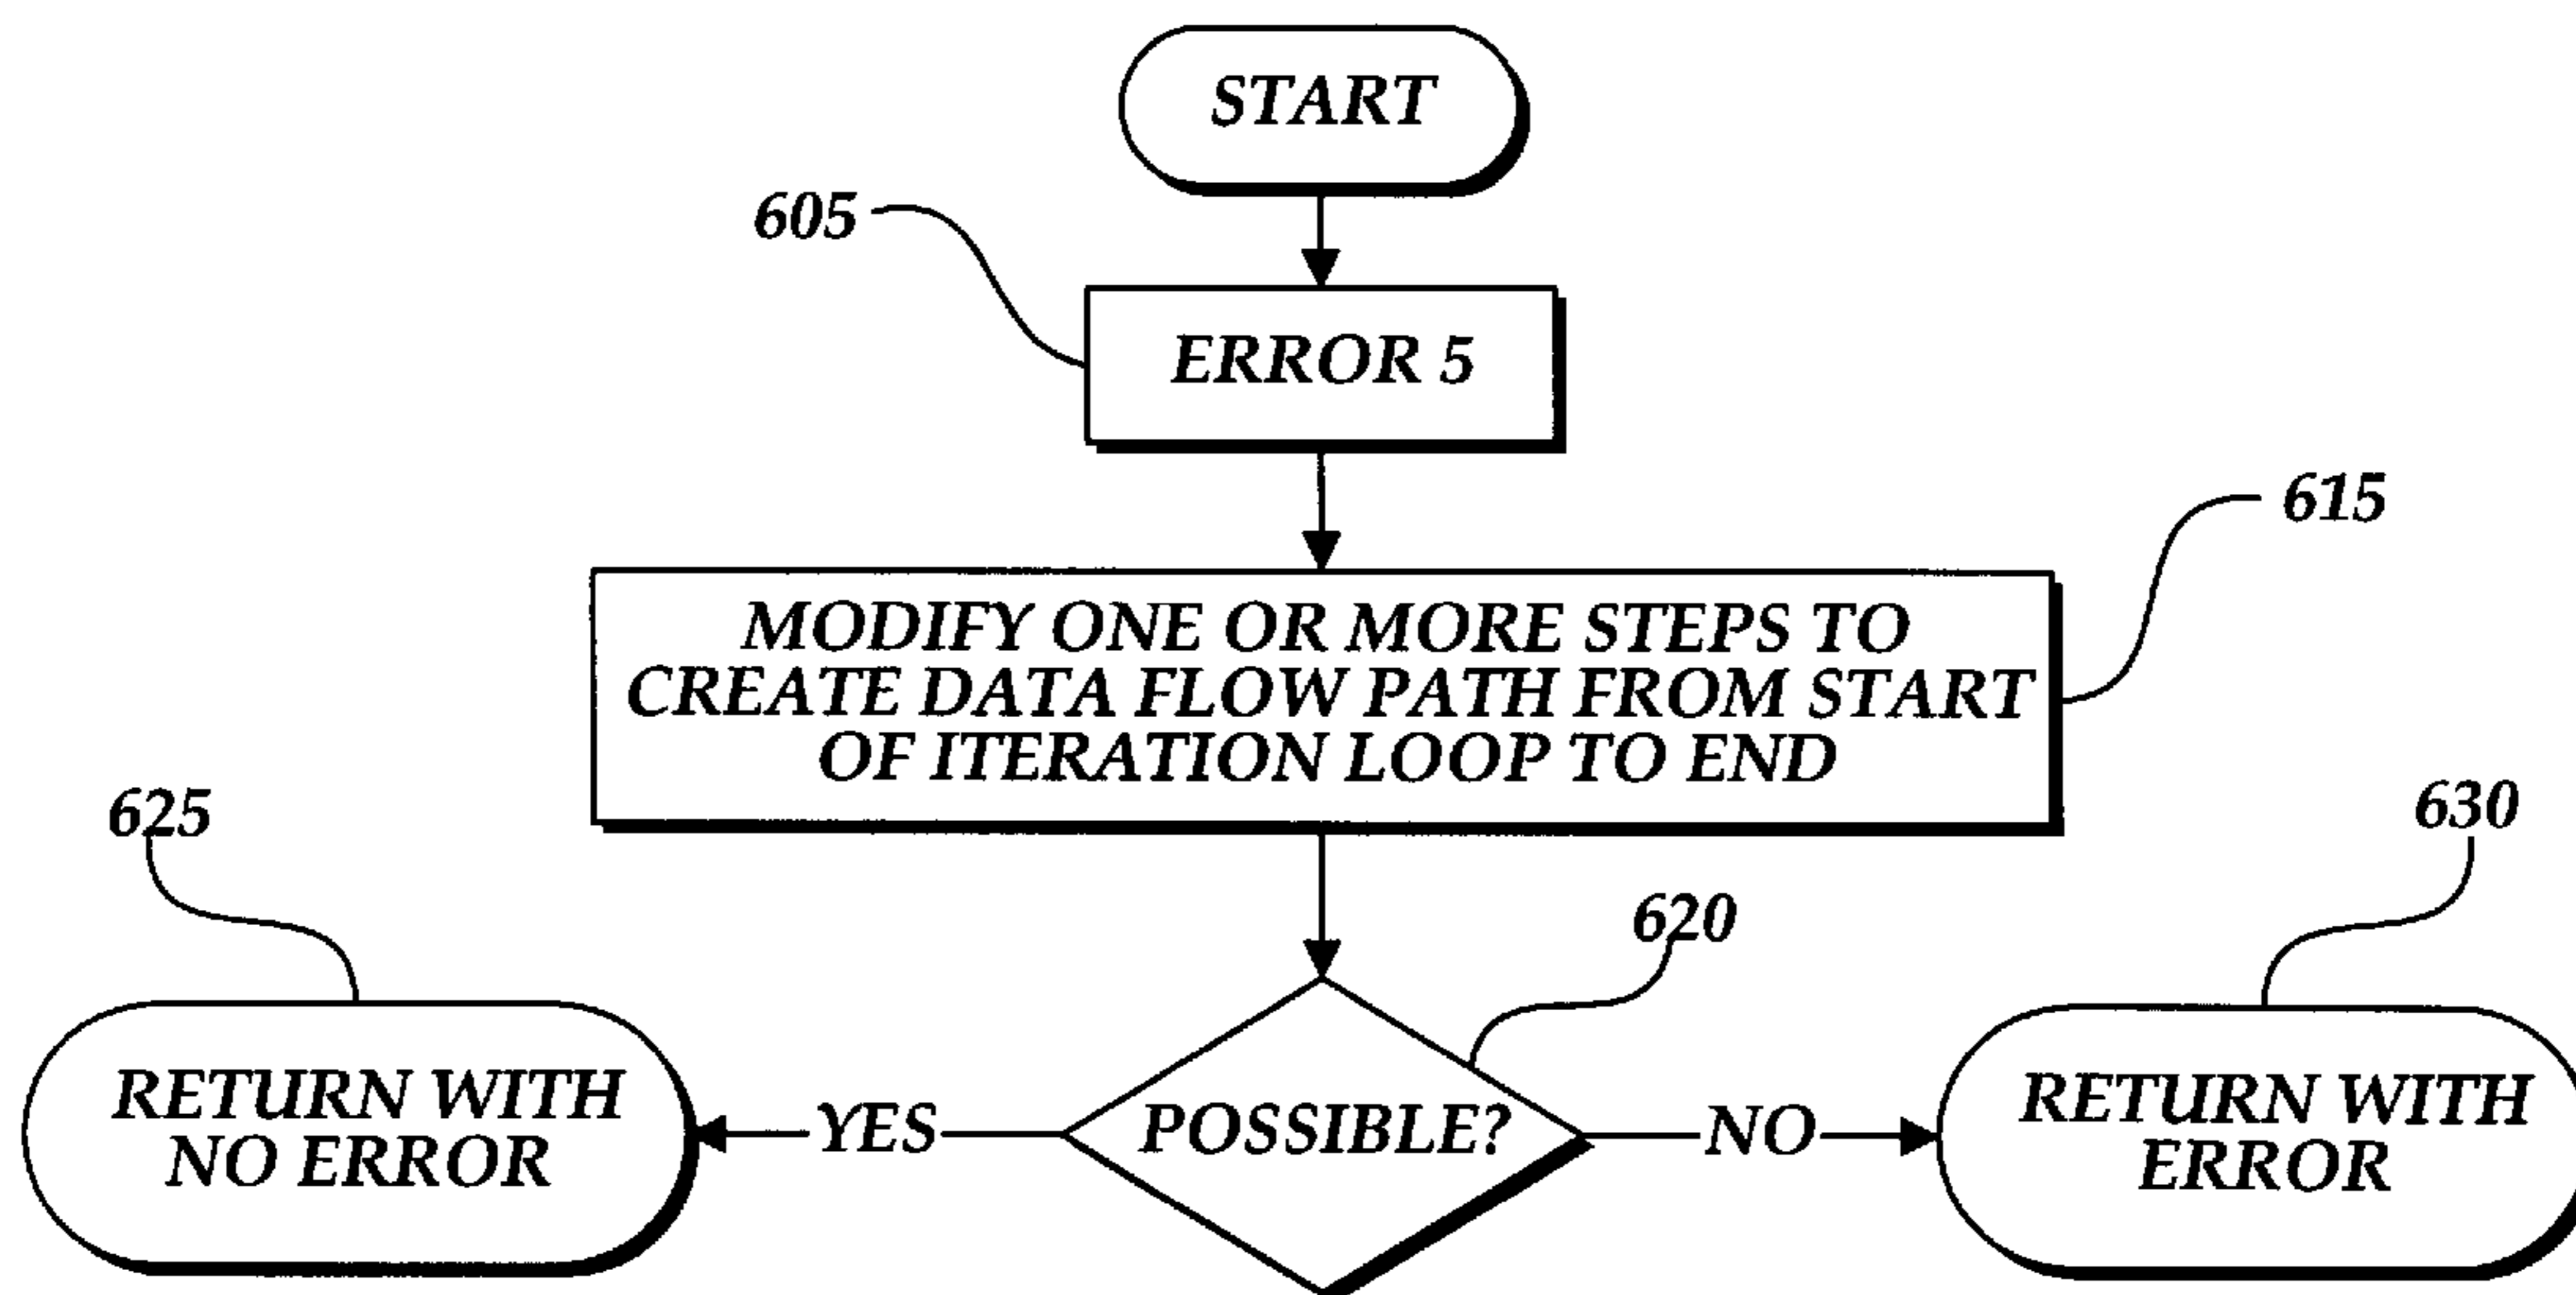 START
605
ERROR 5
615
MODIFY ONE OR MORE STEPS TO
CREATE DATA FLOW PATH FROM START
OF ITERATION LOOP TO END
625
630
620
RETURN WITH
NO ERROR
YES
POSSIBLE?
NO
RETURN WITH
ERROR